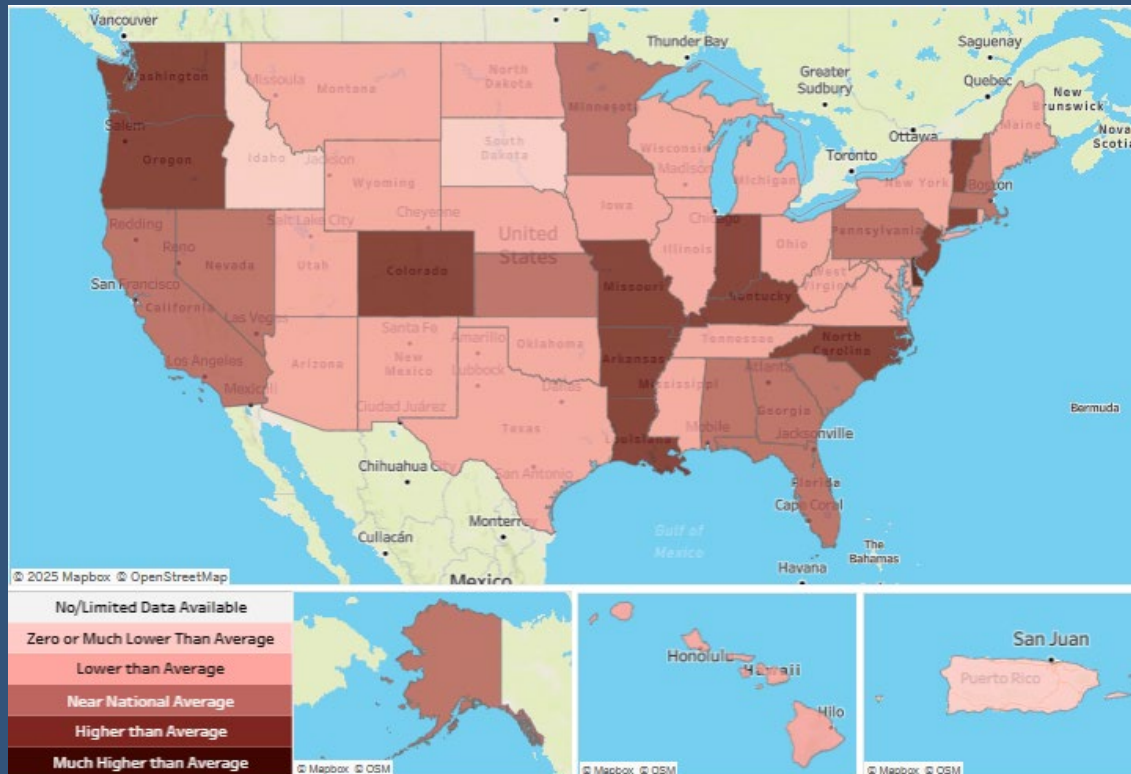 Vancouver
Thunder Bay
Saguenay
Greater
Sudbury
Quebec
New
Brunswick
Nova
Scotia
Ottawa
Toronto
Washington
Missoula
Montana
North
Dakota
Minnesota
Maine
Salem
Oregon
Idaho
Jackson
South
Dakota
Wisconsin
Madison
Michigan
New York
Boston
Wyoming
Cheyenne
Iowa
Chicago
Redding
Reno
Nevada
Salt Lake City
Utah
United
States
Illinois
Ohio
Pennsylvania
San Francisco
California
Colorado
Missouri
West
Virginia
Kentucky
Las Vegas
Santa Fe
Amarillo
Oklahoma
Tennessee
North
Carolina
Los Angeles
Arizona
New
Mexico
Lubbock
Arkansas
Mississippi
Atlanta
Georgia
Mexicali
Dallas
Ciudad Juárez
Texas
Louisiana
Mobile
Jacksonville
Bermuda
Chihuahua City
San Antonio
Florida
Cape Coral
Culiacán
Gulf of
Mexico
The
Bahamas
Mexico
Havana
© 2025 Mapbox © OpenStreetMap
No/Limited Data Available
Zero or Much Lower Than Average
Lower than Average
Near National Average
Higher than Average
Much Higher than Average
© Mapbox © OSM
Honolulu
Hawaii
Hilo
© Mapbox © OSM
San Juan
Puerto Rico
© Mapbox © OSM